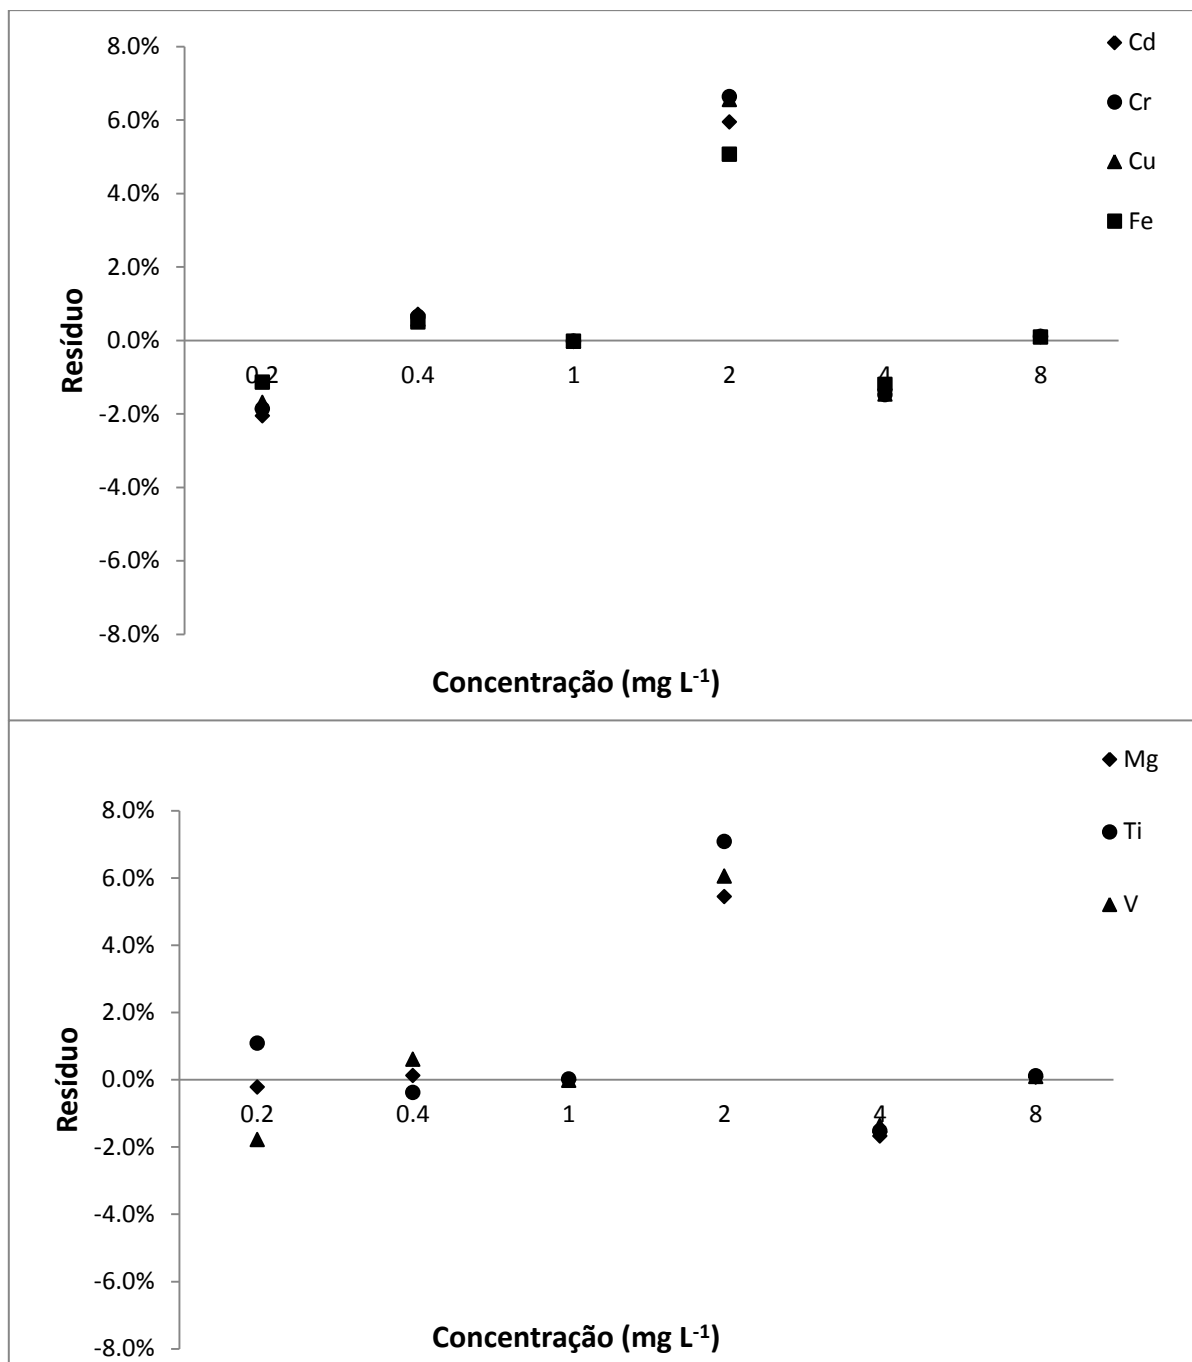 8.0%
6.0%
4.0%
2.0%
0.0%
-2.0%
-4.0%
-6.0%
-8.0%
Resíduo
0.2 0.4 1 2 4 8
Concentração (mg L-1)
Cd
Cr
Cu
Fe
8.0%
6.0%
4.0%
2.0%
0.0%
-2.0%
-4.0%
-6.0%
-8.0%
Resíduo
0.2 0.4 1 2 4 8
Concentração (mg L-1)
Mg
Ti
V